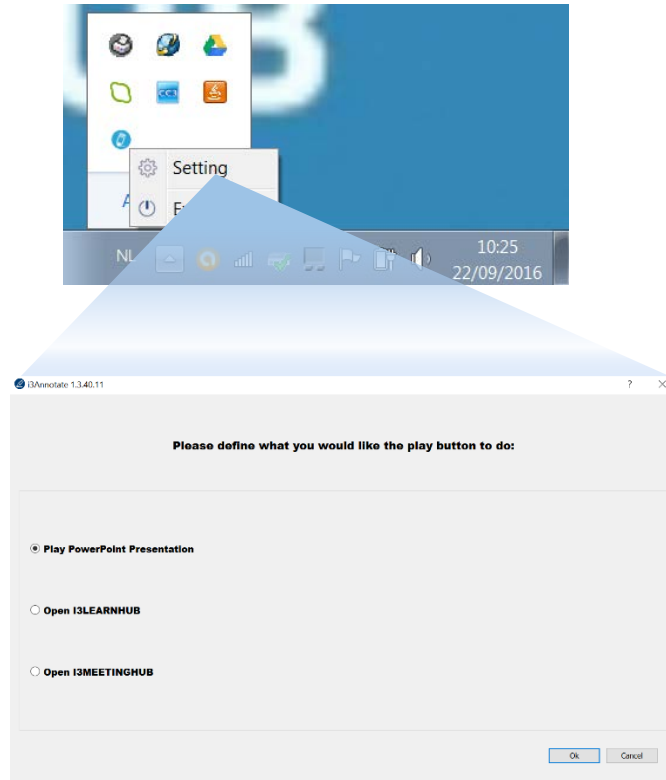 CC3
Setting
NL
10:25
22/09/2016
i3Annotate 1.3.40.11
?
Please define what you would like the play button to do:
Play PowerPoint Presentation
Open I3LEARNHUB
Open I3MEETINGHUB
Ok Cancel